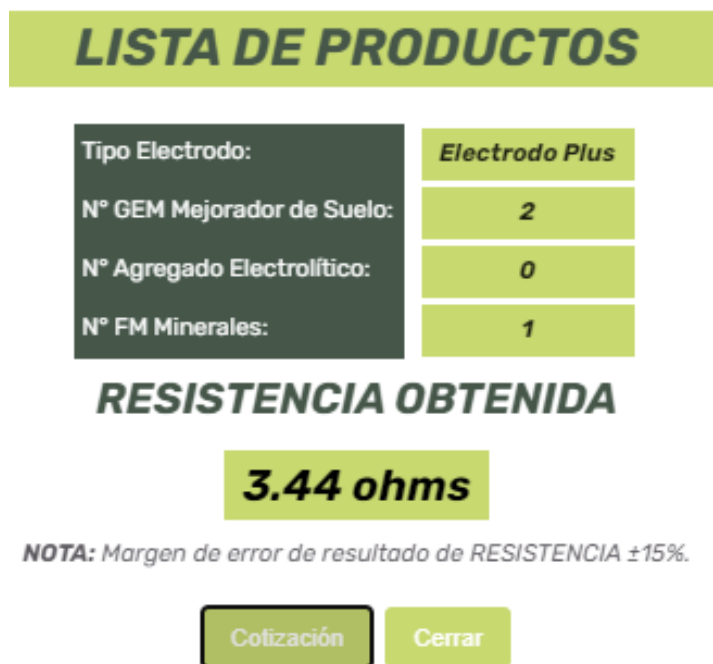 LISTA DE PRODUCTOS
Tipo Electrodo: Electrodo Plus
N° GEM Mejorador de Suelo: 2
N° Agregado Electrolítico: 0
N° FM Minerales: 1
RESISTENCIA OBTENIDA
3.44 ohms
NOTA: Margen de error de resultado de RESISTENCIA ±15%.
Cotización Cerrar